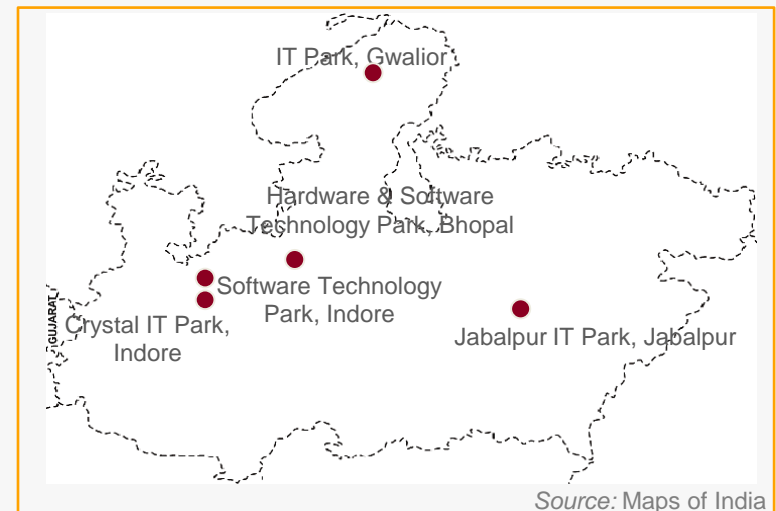 IT Park, Gwalior
Hardware & Software
Technology Park, Bhopal
Software Technology
Park, Indore
GUJARAT
Crystal IT Park,
Indore
Jabalpur IT Park, Jabalpur
Source: Maps of India